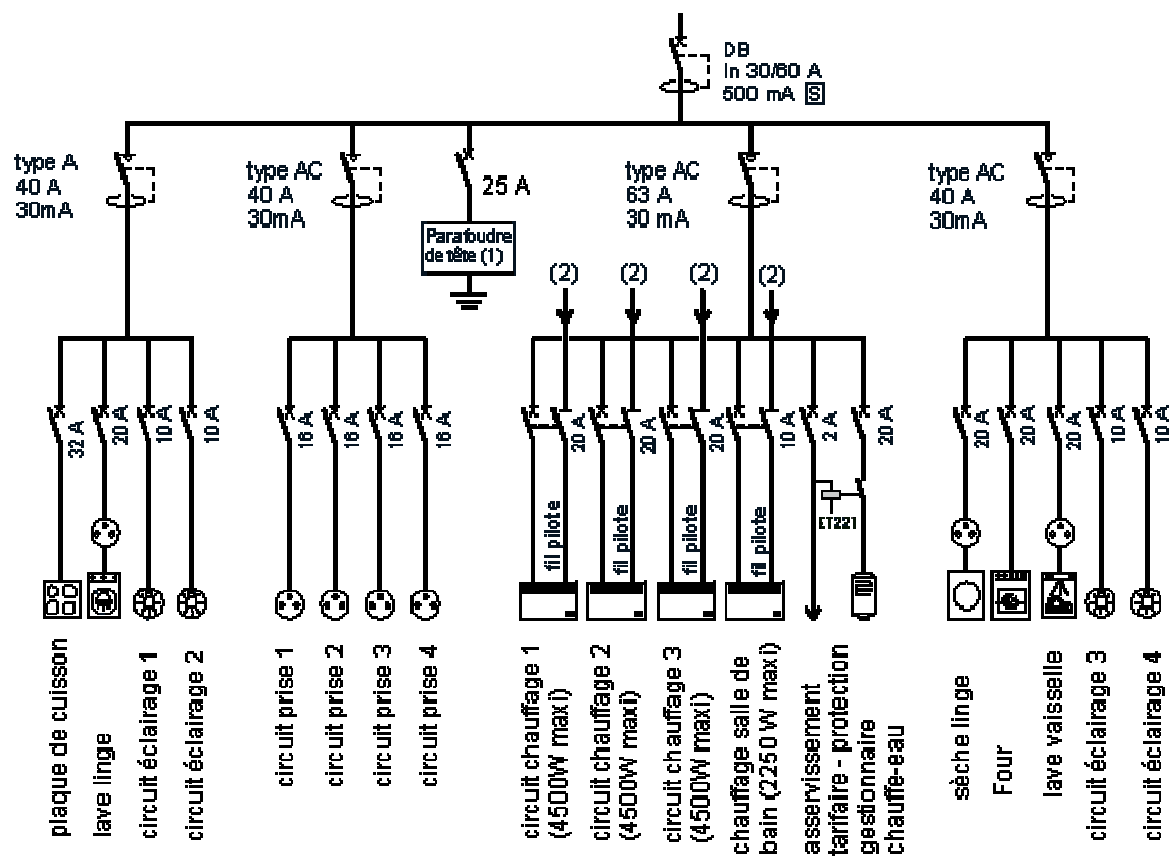 DB
In 30/60 A
500 mA S
type A
40 A
30mA
type AC
40 A
30mA
25 A
Parafoudre
de tête (1)
type AC
63 A
30 mA
type AC
40 A
30mA
(2)
(2)
(2)
(2)
32 A
20 A
10 A
10 A
16 A
16 A
16 A
16 A
20 A
20 A
20 A
10 A
2 A
20 A
20 A
20 A
20 A
10 A
10 A
fil pilote
fil pilote
fil pilote
fil pilote
ET221
plaque de cuisson
lave linge
circuit éclairage 1
circuit éclairage 2
circuit prise 1
circuit prise 2
circuit prise 3
circuit prise 4
circuit chauffage 1
(4500W maxi)
circuit chauffage 2
(4500W maxi)
circuit chauffage 3
(4500W maxi)
chauffage salle de
bain (2250 W maxi)
asservissement
tarifaire - protection
gestionnaire
chauffe-eau
sèche linge
Four
lave vaisselle
circuit éclairage 3
circuit éclairage 4